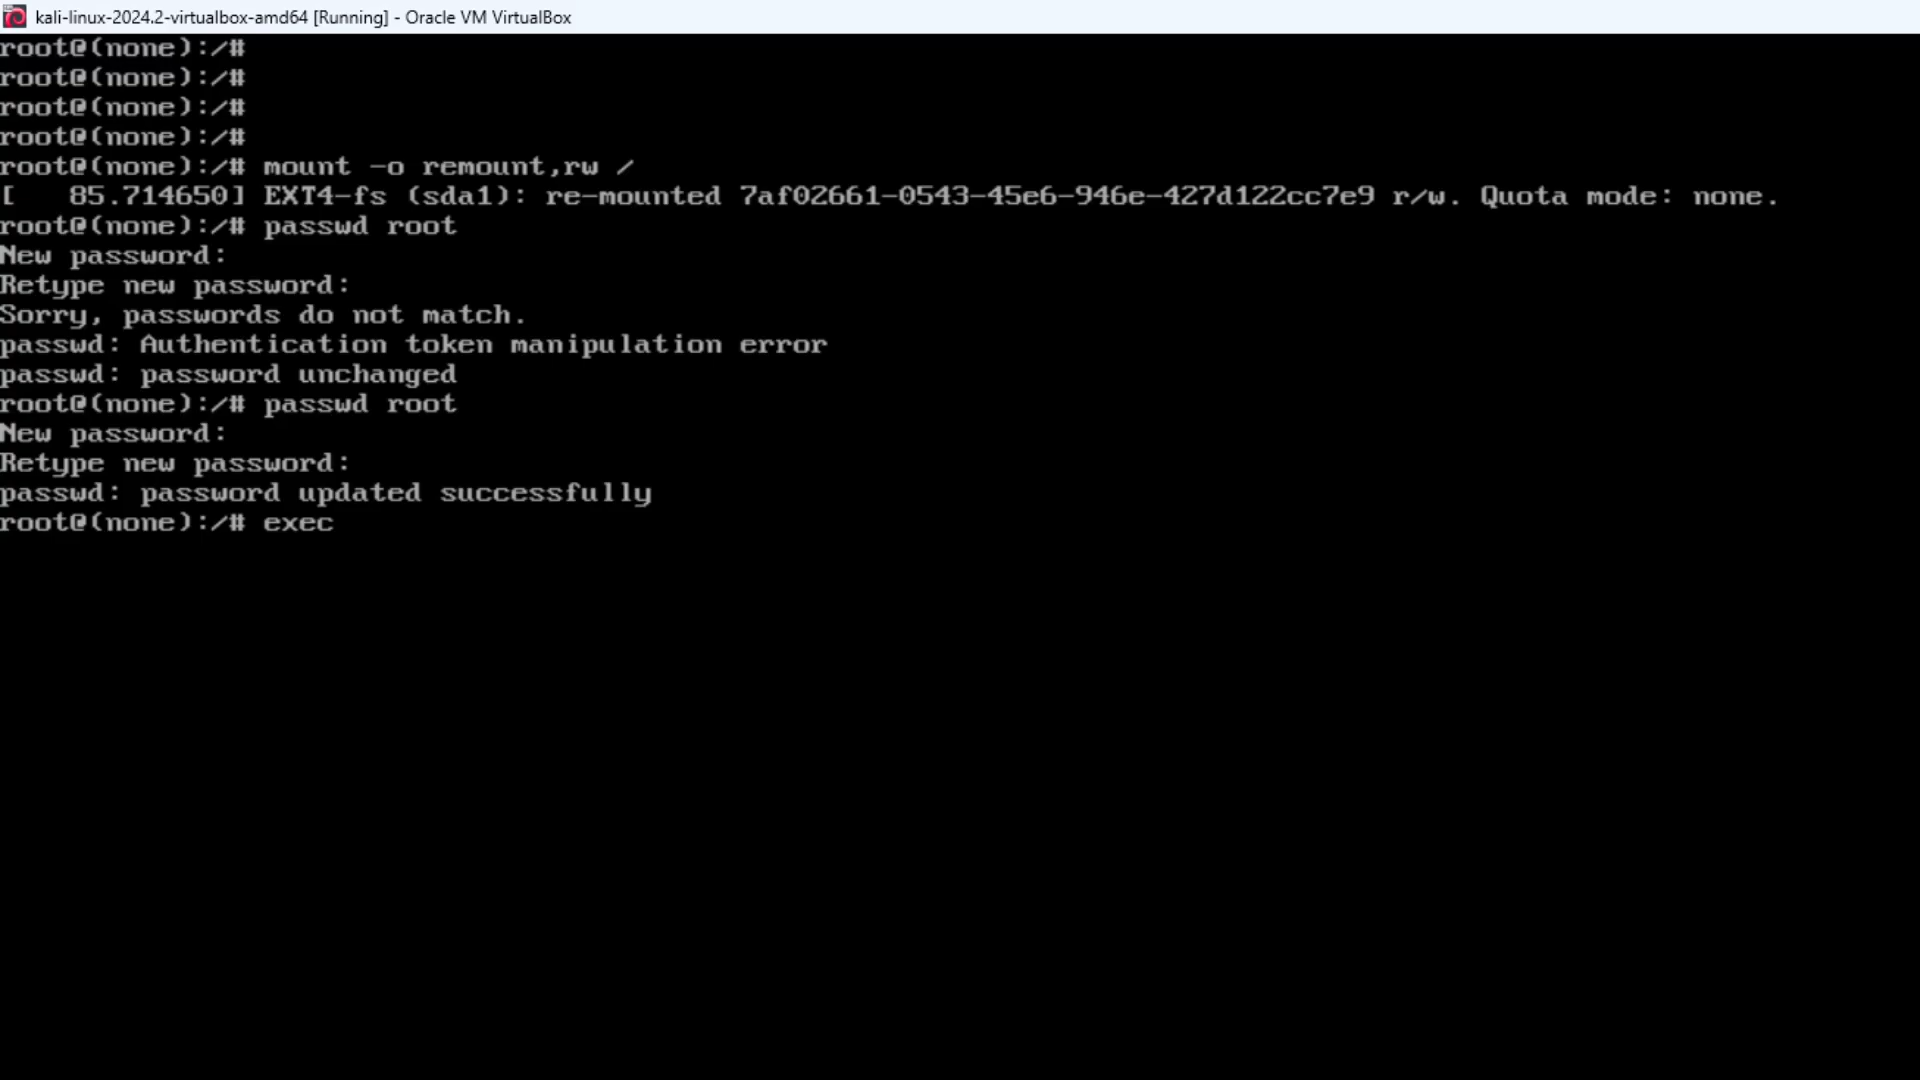 kali-linux-2024.2-virtualbox-amd64 [Running] - Oracle VM VirtualBox
root@(none):/#
root@(none):/#
root@(none):/#
root@(none):/#
root@(none):/# mount -o remount,rw /
[   85.714650] EXT4-fs (sda1): re-mounted 7af02661-0543-45e6-946e-427d122cc7e9 r/w. Quota mode: none.
root@(none):/# passwd root
New password:
Retype new password:
Sorry, passwords do not match.
passwd: Authentication token manipulation error
passwd: password unchanged
root@(none):/# passwd root
New password:
Retype new password:
passwd: password updated successfully
root@(none):/# exec